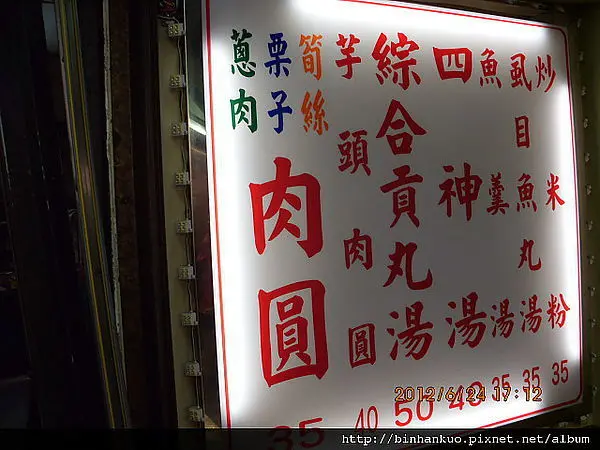 炒米粉 35
虱目魚丸湯 35
魚羹湯 35
四神湯 40
綜合貢丸湯 50
芋頭肉圓 40
筍絲
栗子
蔥肉
肉圓 35
2012/6/24 17:12
http://binhankuo.pixnet.net/album